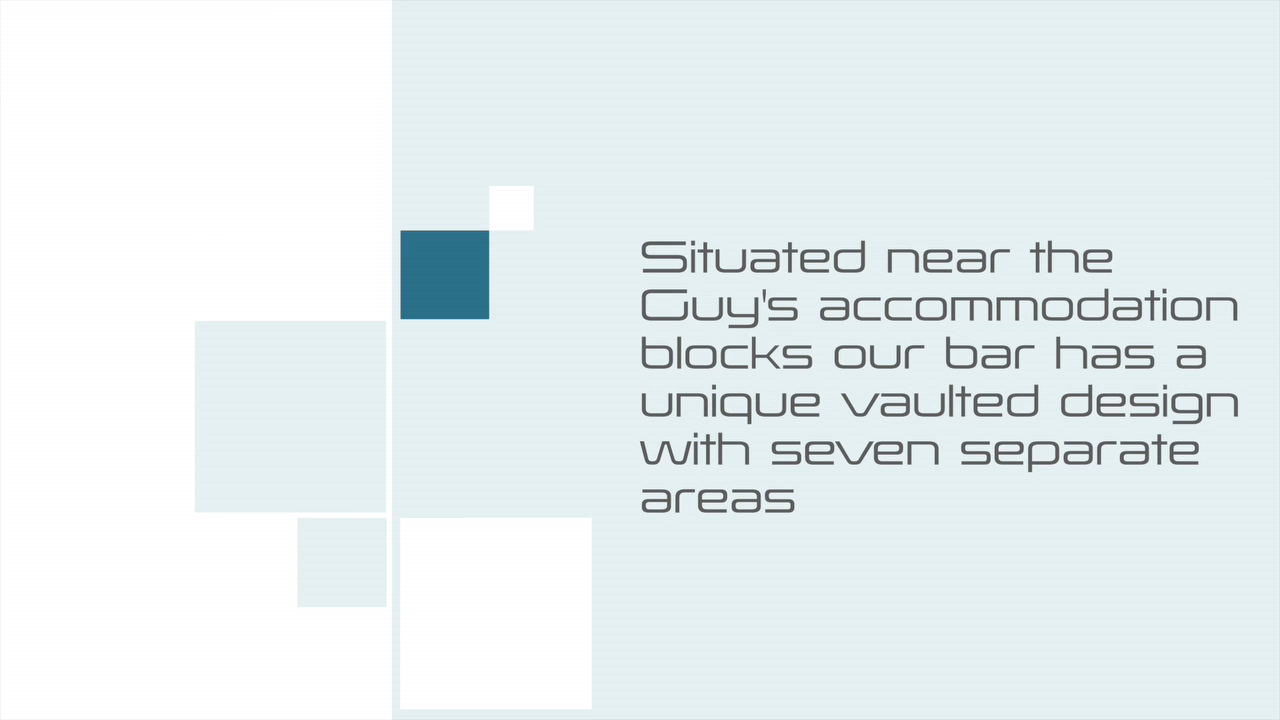 Situated near the
Guy's accommodation
blocks our bar has a
unique vaulted design
with seven separate
areas